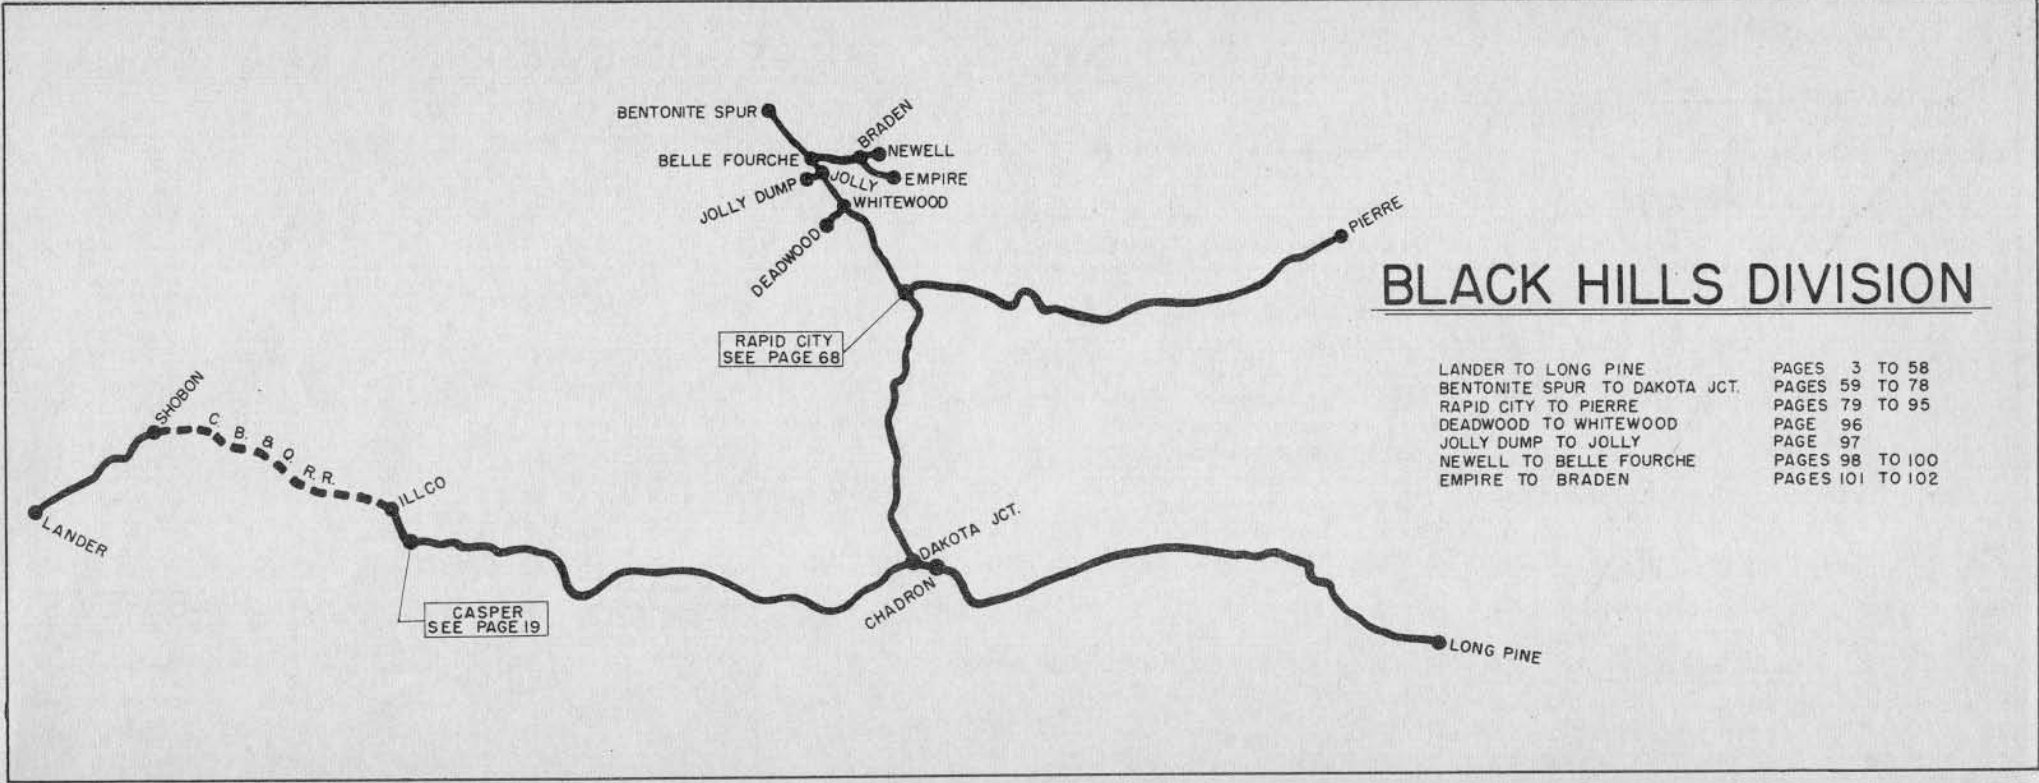 BENTONITE SPUR
BRADEN
NEWELL
BELLE FOURCHE
JOLLY
EMPIRE
JOLLY DUMP
WHITEWOOD
DEADWOOD
PIERRE
BLACK HILLS DIVISION
RAPID CITY
SEE PAGE 68
LANDER TO LONG PINE PAGES 3 TO 58
BENTONITE SPUR TO DAKOTA JCT. PAGES 59 TO 78
RAPID CITY TO PIERRE PAGES 79 TO 95
DEADWOOD TO WHITEWOOD PAGE 96
JOLLY DUMP TO JOLLY PAGE 97
NEWELL TO BELLE FOURCHE PAGES 98 TO 100
EMPIRE TO BRADEN PAGES 101 TO 102
SHOBON
C. B. & Q. R.R.
ILLCO
LANDER
DAKOTA JCT.
CHADRON
CASPER
SEE PAGE 19
LONG PINE